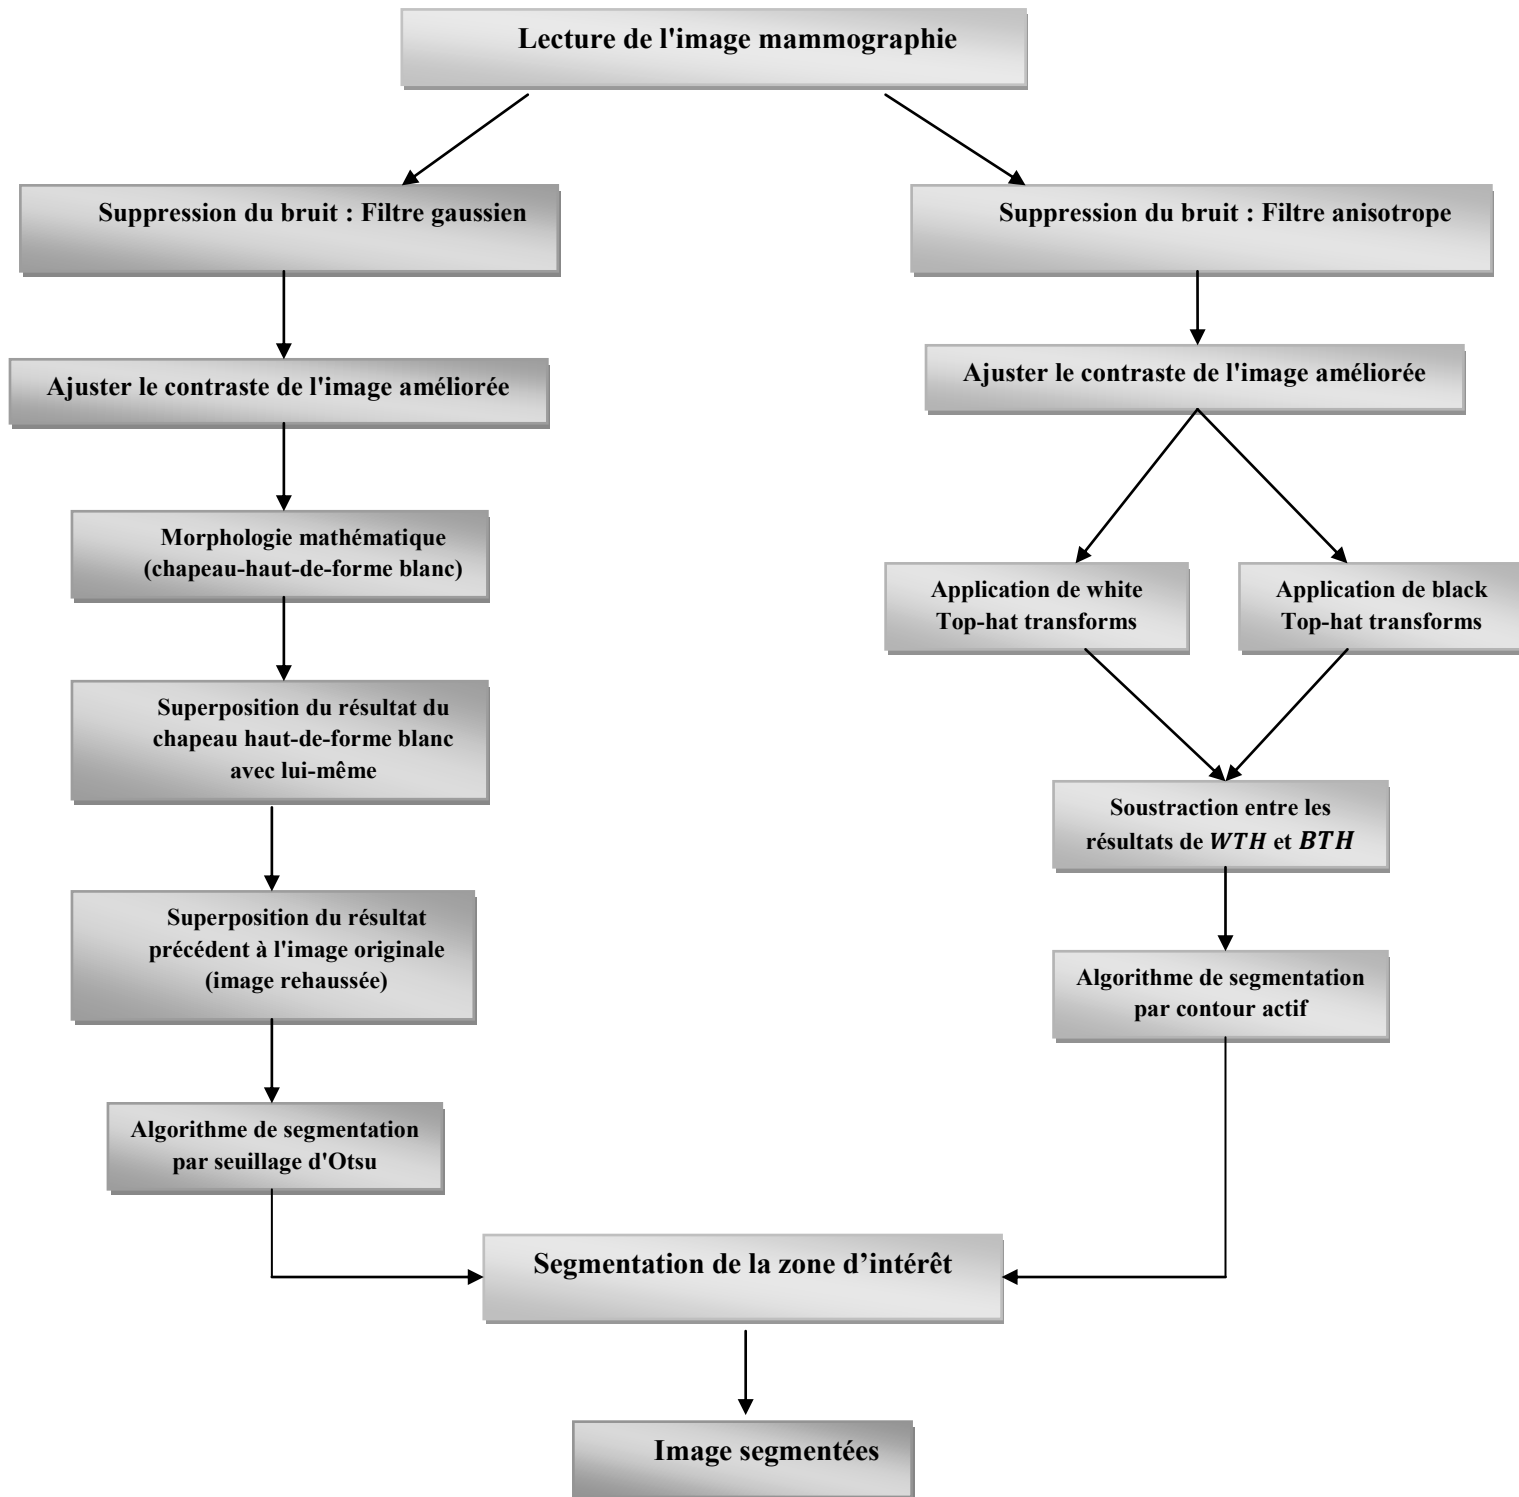 Lecture de l'image mammographie
Suppression du bruit : Filtre gaussien
Suppression du bruit : Filtre anisotrope
Ajuster le contraste de l'image améliorée
Ajuster le contraste de l'image améliorée
Morphologie mathématique
(chapeau-haut-de-forme blanc)
Application de white
Top-hat transforms
Application de black
Top-hat transforms
Superposition du résultat du
chapeau haut-de-forme blanc
avec lui-même
Soustraction entre les
résultats de WTH et BTH
Superposition du résultat
précédent à l'image originale
(image rehaussée)
Algorithme de segmentation
par contour actif
Algorithme de segmentation
par seuillage d'Otsu
Segmentation de la zone d’intérêt
Image segmentées